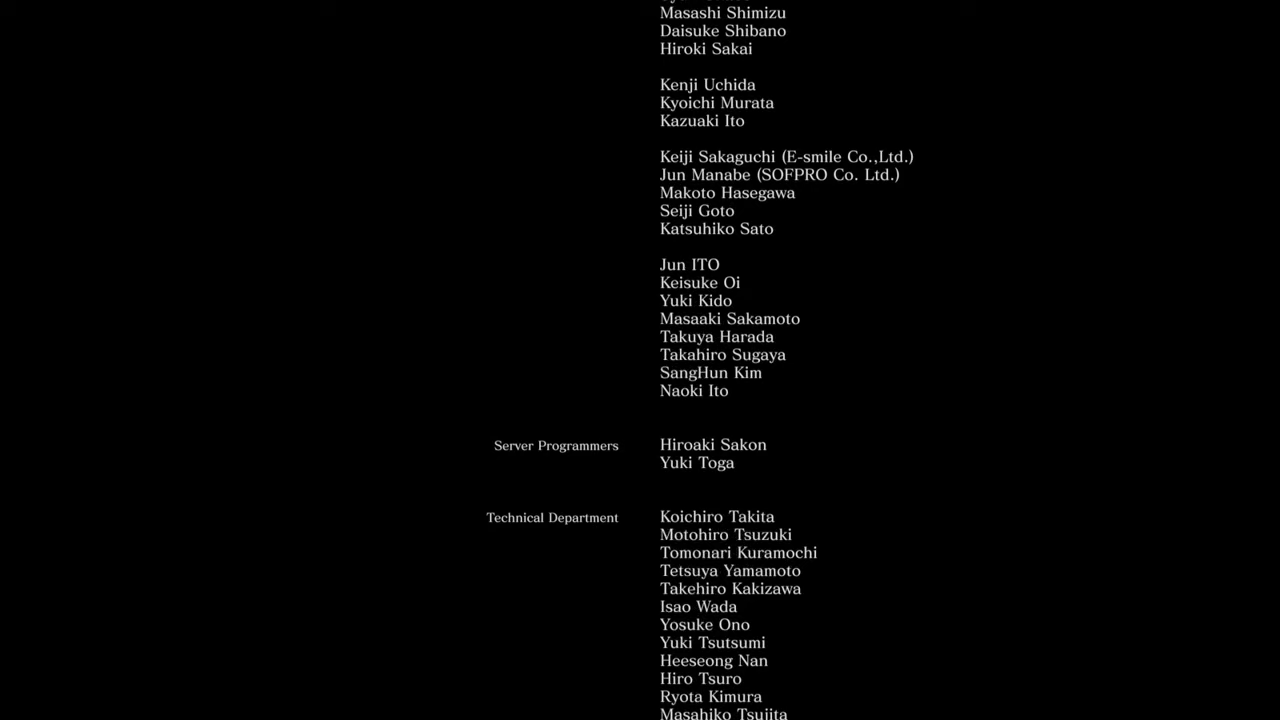 Masashi Shimizu
Daisuke Shibano
Hiroki Sakai
Kenji Uchida
Kyoichi Murata
Kazuaki Ito
Keiji Sakaguchi (E-smile Co.,Ltd.)
Jun Manabe (SOFPRO Co. Ltd.)
Makoto Hasegawa
Seiji Goto
Katsuhiko Sato
Jun ITO
Keisuke Oi
Yuki Kido
Masaaki Sakamoto
Takuya Harada
Takahiro Sugaya
SangHun Kim
Naoki Ito
Server Programmers Hiroaki Sakon
Yuki Toga
Technical Department Koichiro Takita
Motohiro Tsuzuki
Tomonari Kuramochi
Tetsuya Yamamoto
Takehiro Kakizawa
Isao Wada
Yosuke Ono
Yuki Tsutsumi
Heeseong Nan
Hiro Tsuro
Ryota Kimura
Masahiko Tsujita